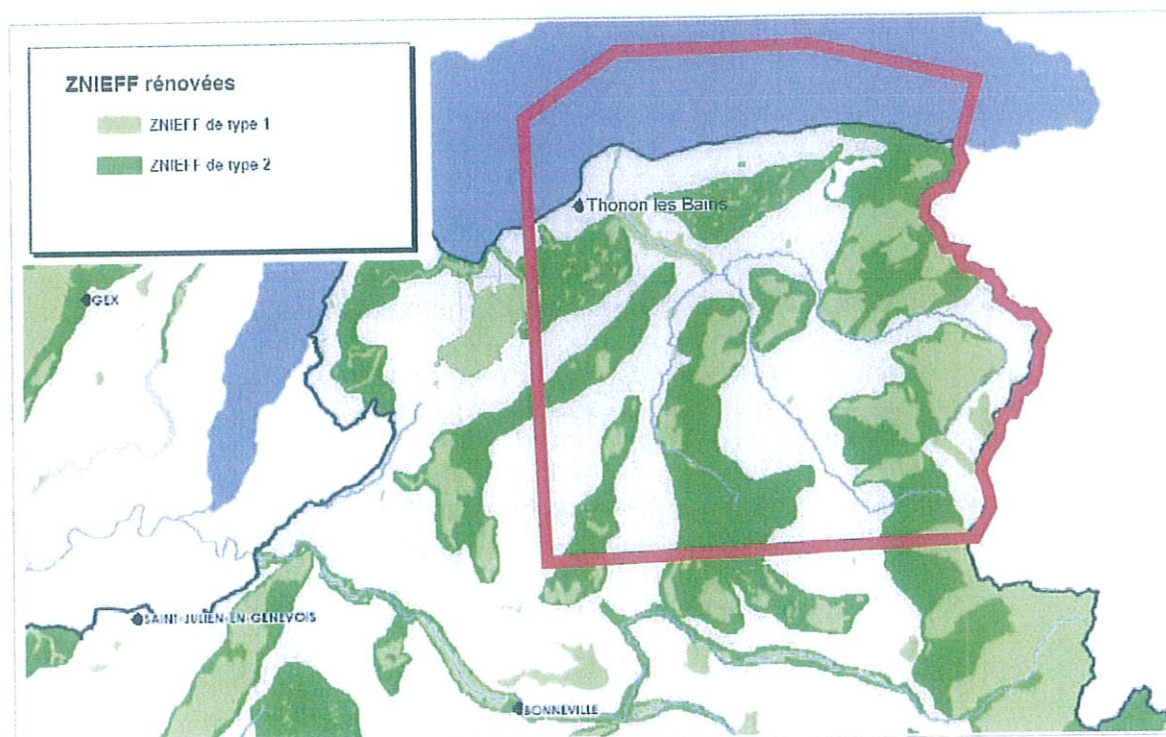 ZNIEFF rénovées
ZNIEFF de type 1
ZNIEFF de type 2
Thonon les Bains
GEX
SAINT-JULIEN-EN-GENEVOIS
BONNEVILLE